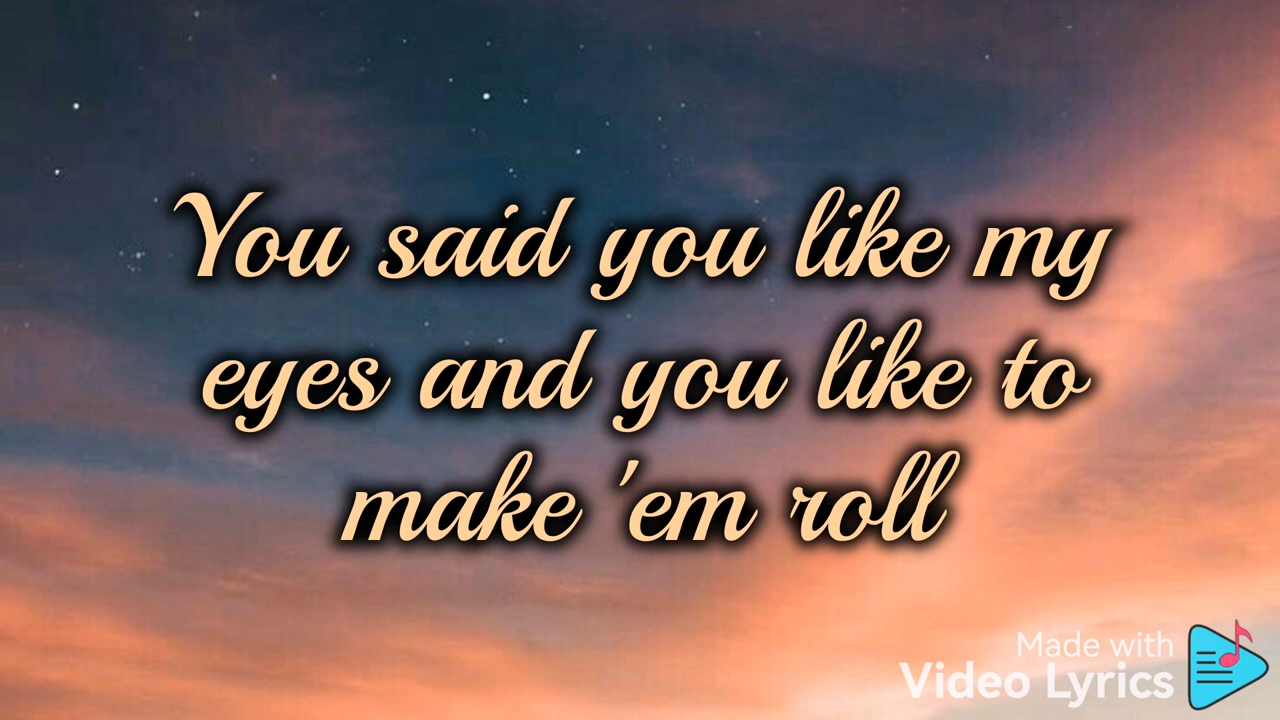 You said you like my
eyes and you like to
make 'em roll
Made with
Video Lyrics